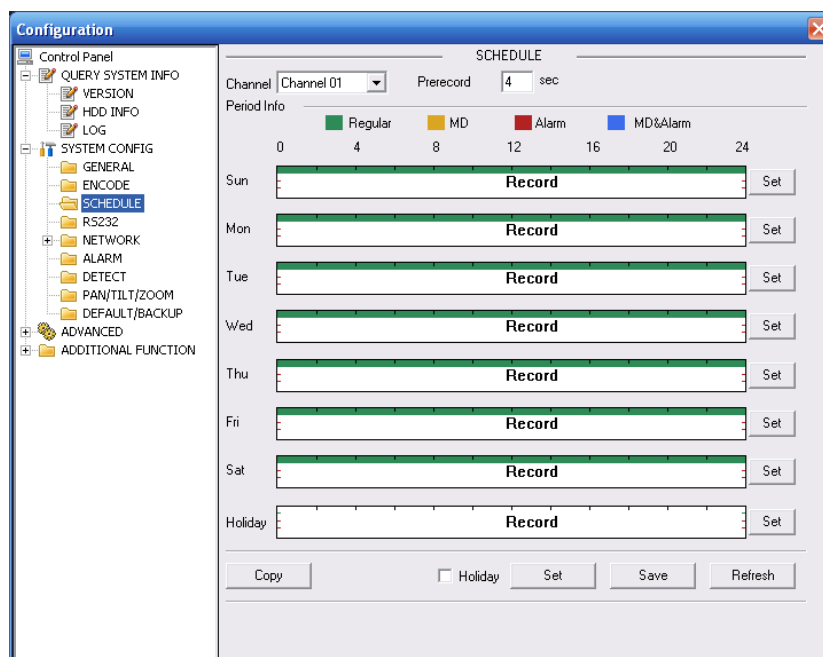 Configuration
Control Panel
QUERY SYSTEM INFO
VERSION
HDD INFO
LOG
SYSTEM CONFIG
GENERAL
ENCODE
SCHEDULE
RS232
NETWORK
ALARM
DETECT
PAN/TILT/ZOOM
DEFAULT/BACKUP
ADVANCED
ADDITIONAL FUNCTION
SCHEDULE
Channel Channel 01 Prerecord 4 sec
Period Info
Regular MD Alarm MD&Alarm
0 4 8 12 16 20 24
Sun Record Set
Mon Record Set
Tue Record Set
Wed Record Set
Thu Record Set
Fri Record Set
Sat Record Set
Holiday Record Set
Copy Holiday Set Save Refresh